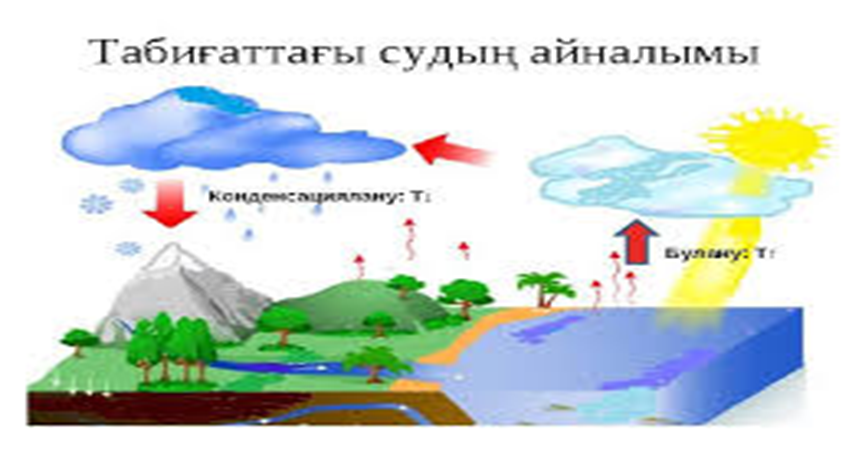 Табиғаттағы судың айналымы
Конденсациялану: T↓
Булану: T↑